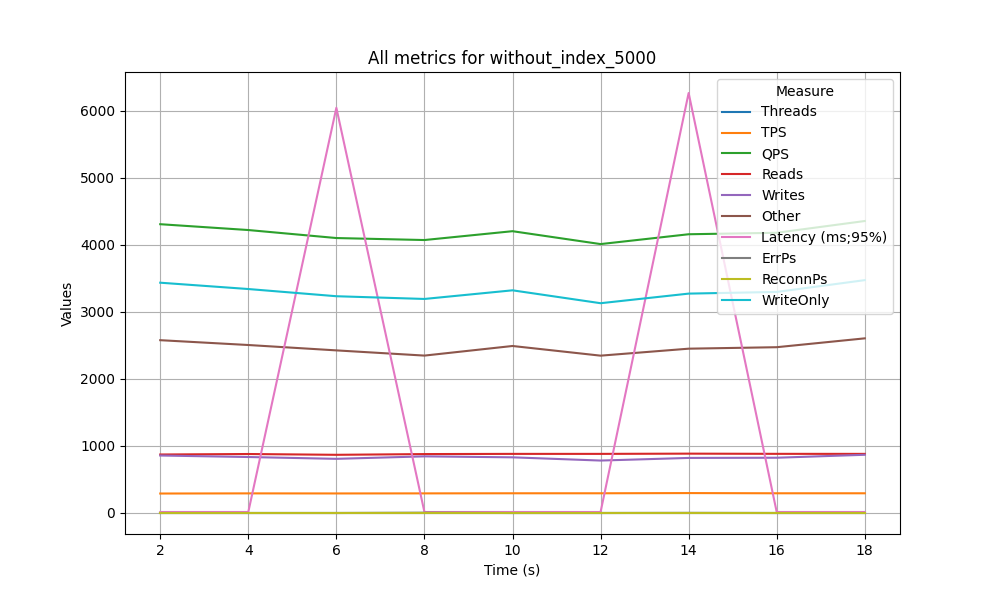 All metrics for without_index_5000
Values
6000
5000
4000
3000
2000
1000
0
2 4 6 8 10 12 14 16 18
Time (s)
Measure
Threads
TPS
QPS
Reads
Writes
Other
Latency (ms;95%)
ErrPs
ReconnPs
WriteOnly